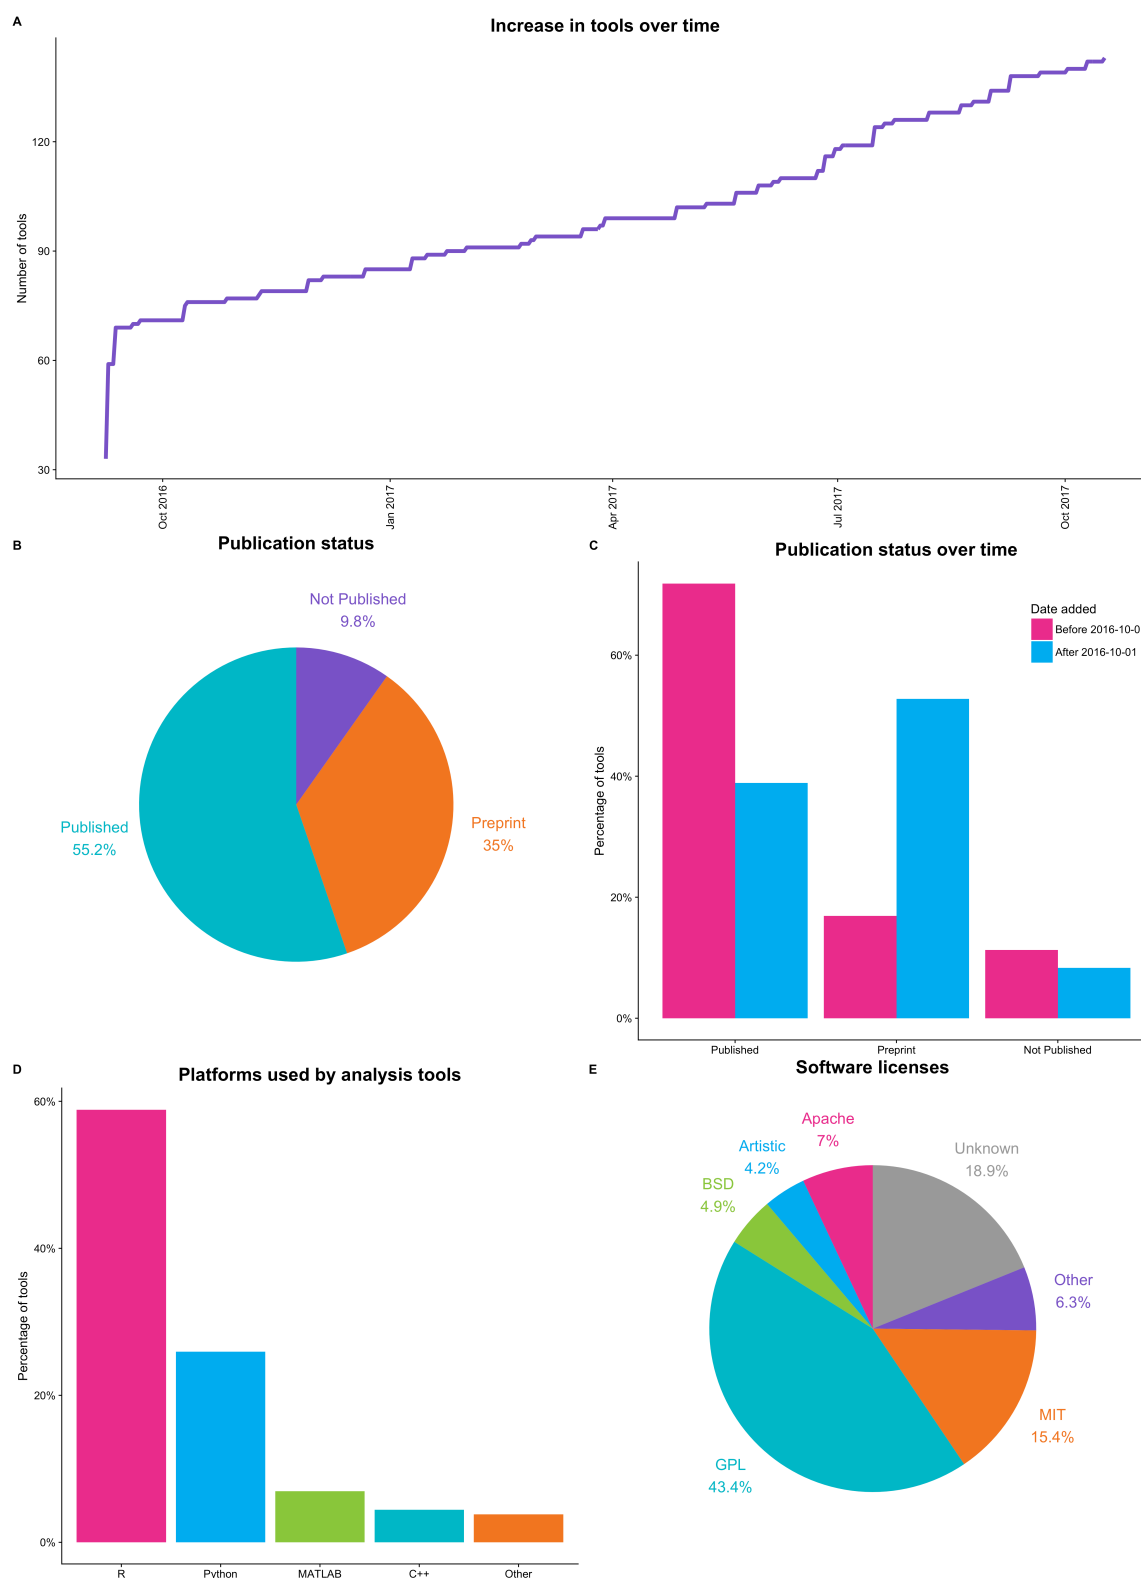 A
Increase in tools over time
Number of tools
120
90
60
30
Oct 2016
Jan 2017
Apr 2017
Jul 2017
Oct 2017
B
Publication status
Not Published
9.8%
Published
55.2%
Preprint
35%
C
Publication status over time
Date added
Before 2016-10-0
After 2016-10-01
Percentage of tools
60%
40%
20%
0%
Published
Preprint
Not Published
D
Platforms used by analysis tools
Percentage of tools
60%
40%
20%
0%
R
Python
MATLAB
C++
Other
E
Software licenses
Apache
7%
Artistic
4.2%
Unknown
18.9%
BSD
4.9%
Other
6.3%
MIT
15.4%
GPL
43.4%